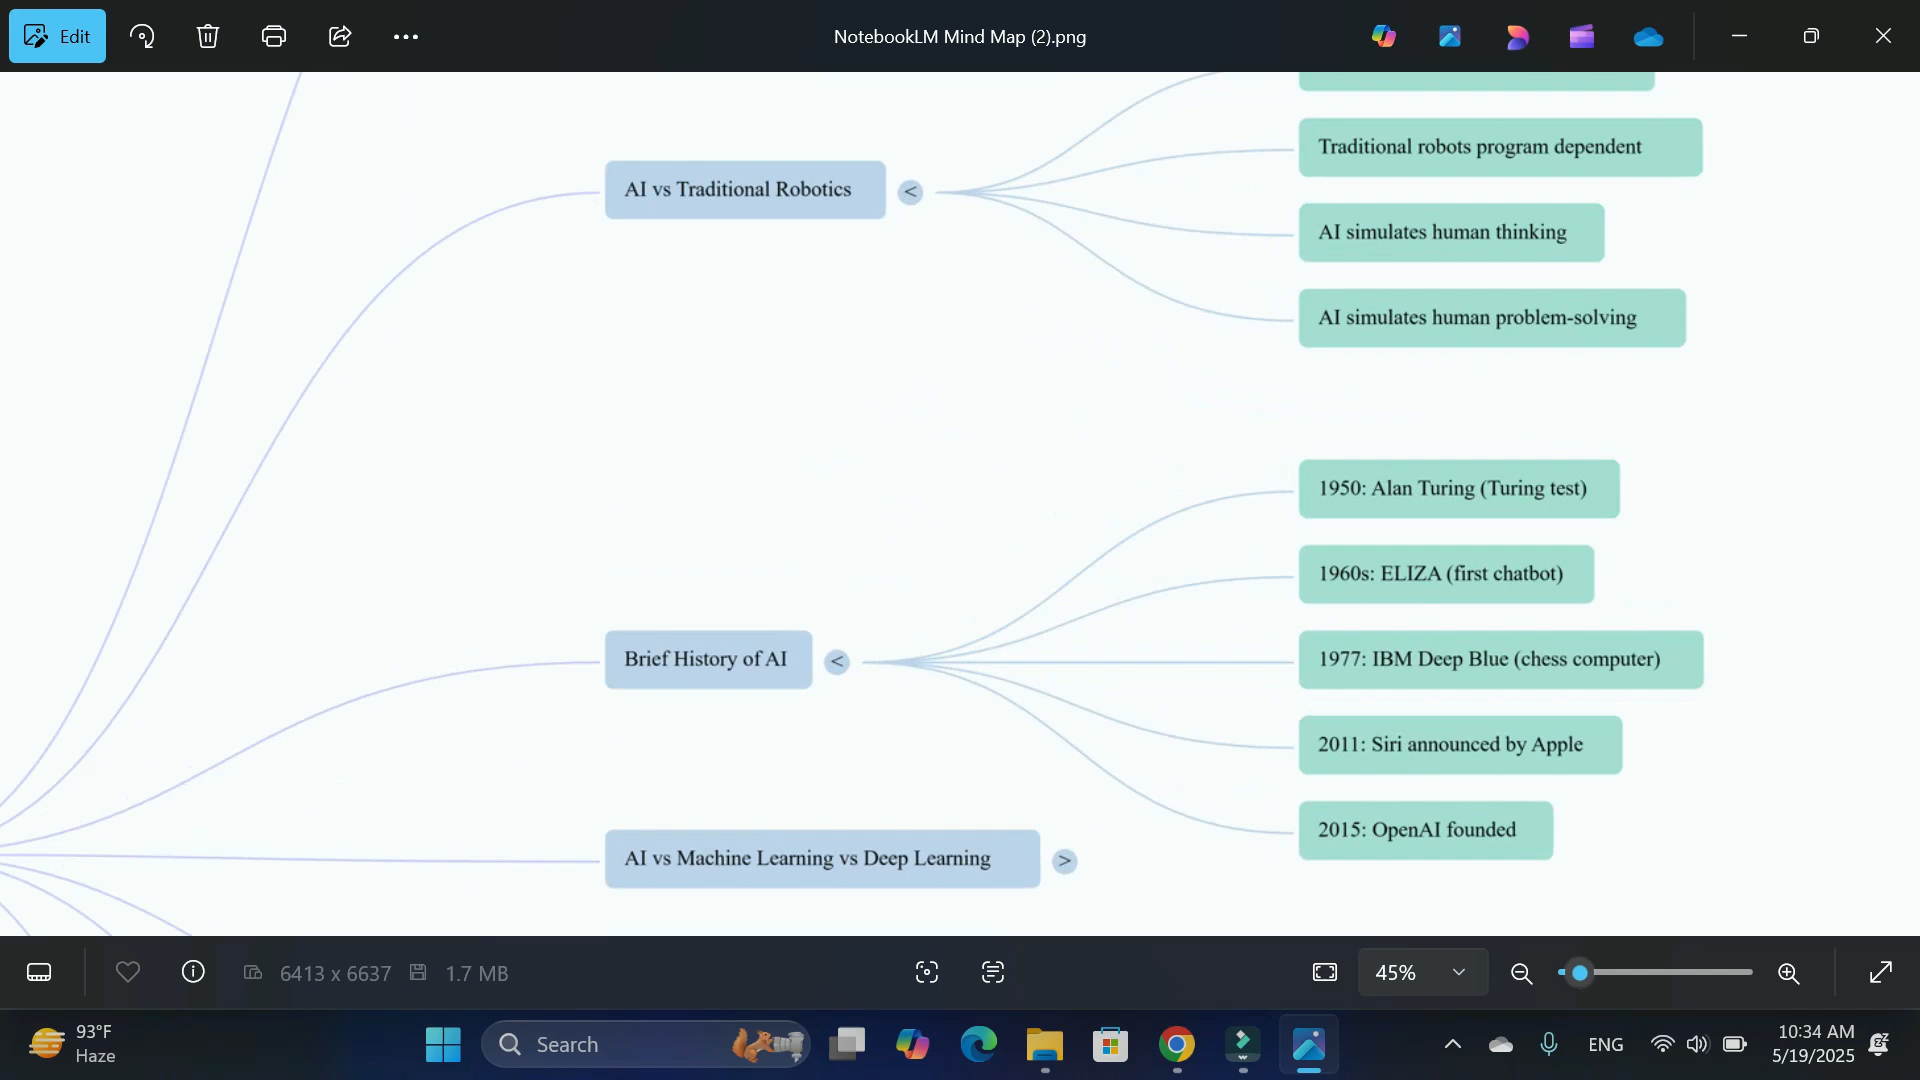 Edit
NotebookLM Mind Map (2).png
Traditional robots program dependent
AI vs Traditional Robotics
<
AI simulates human thinking
AI simulates human problem-solving
1950: Alan Turing (Turing test)
1960s: ELIZA (first chatbot)
Brief History of AI
<
1977: IBM Deep Blue (chess computer)
2011: Siri announced by Apple
2015: OpenAI founded
AI vs Machine Learning vs Deep Learning
>
6413 x 6637
1.7 MB
45%
93°F
Haze
Search
ENG
10:34 AM
5/19/2025